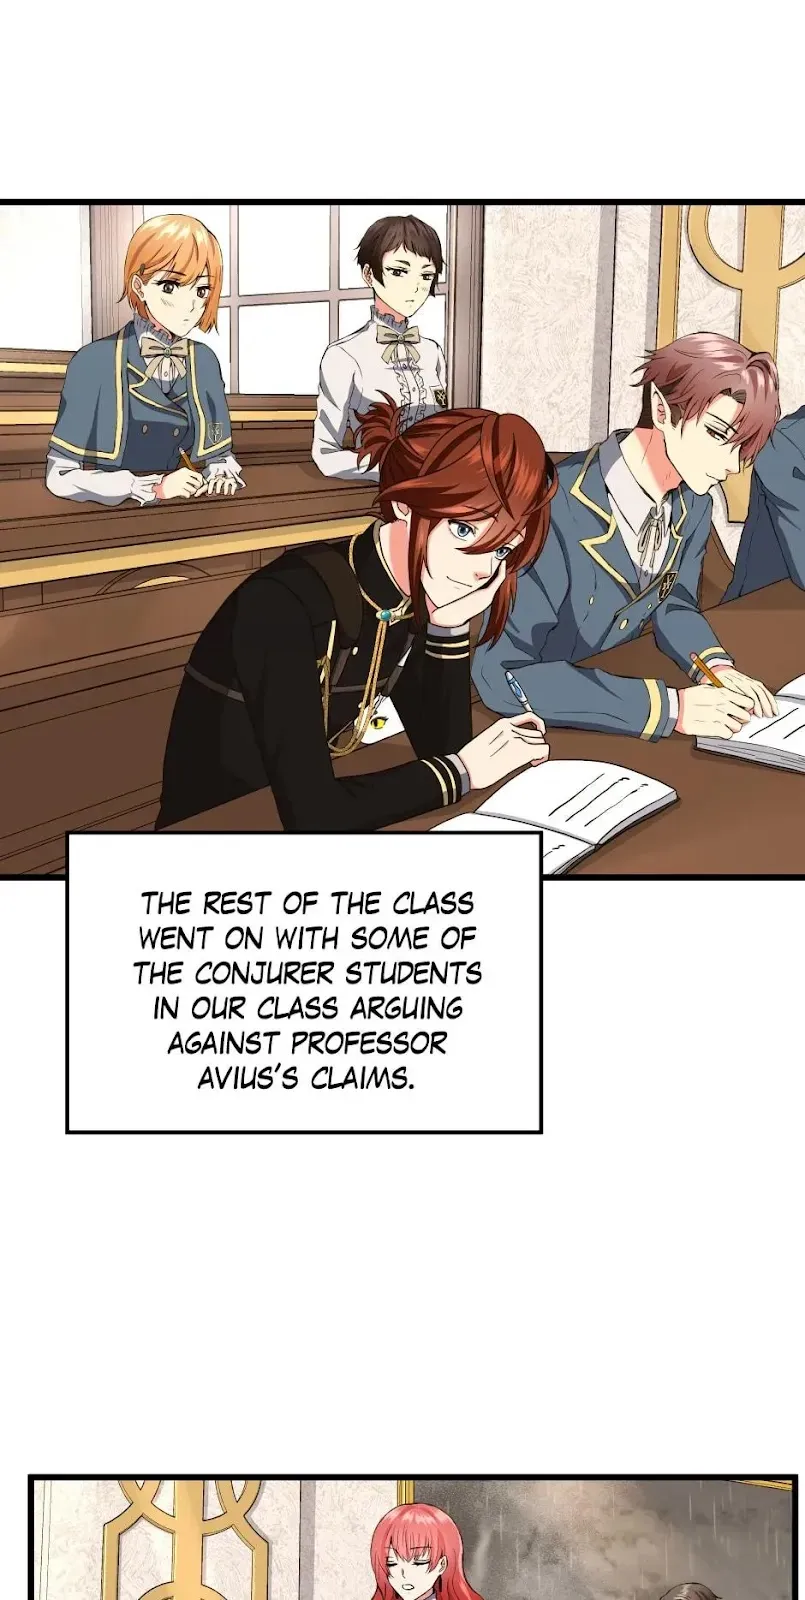 THE REST OF THE CLASS
WENT ON WITH SOME OF
THE CONJURER STUDENTS
IN OUR CLASS ARGUING
AGAINST PROFESSOR
AVIUS'S CLAIMS.